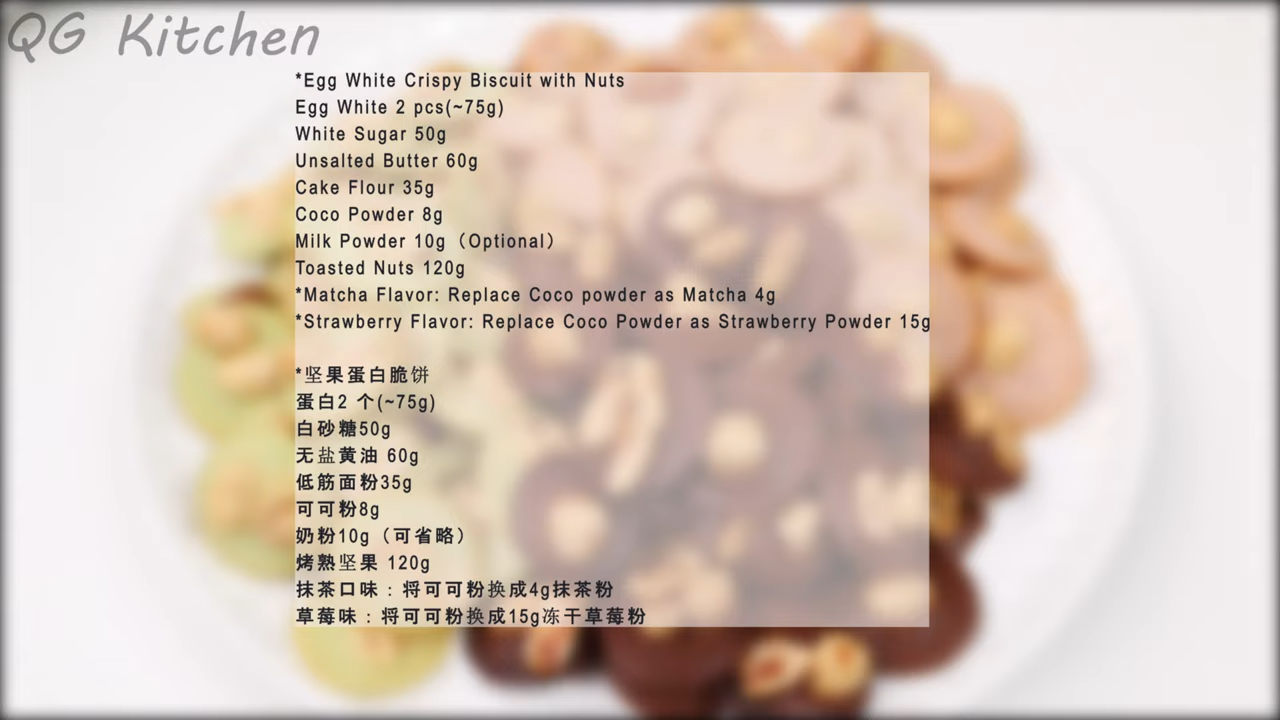 QG Kitchen
*Egg White Crispy Biscuit with Nuts
Egg White 2 pcs(~75g)
White Sugar 50g
Unsalted Butter 60g
Cake Flour 35g
Coco Powder 8g
Milk Powder 10g（Optional）
Toasted Nuts 120g
*Matcha Flavor: Replace Coco powder as Matcha 4g
*Strawberry Flavor: Replace Coco Powder as Strawberry Powder 15g
*坚果蛋白脆饼
蛋白2 个(~75g)
白砂糖50g
无盐黄油 60g
低筋面粉35g
可可粉8g
奶粉10g（可省略）
烤熟坚果 120g
抹茶口味：将可可粉换成4g抹茶粉
草莓味：将可可粉换成15g冻干草莓粉